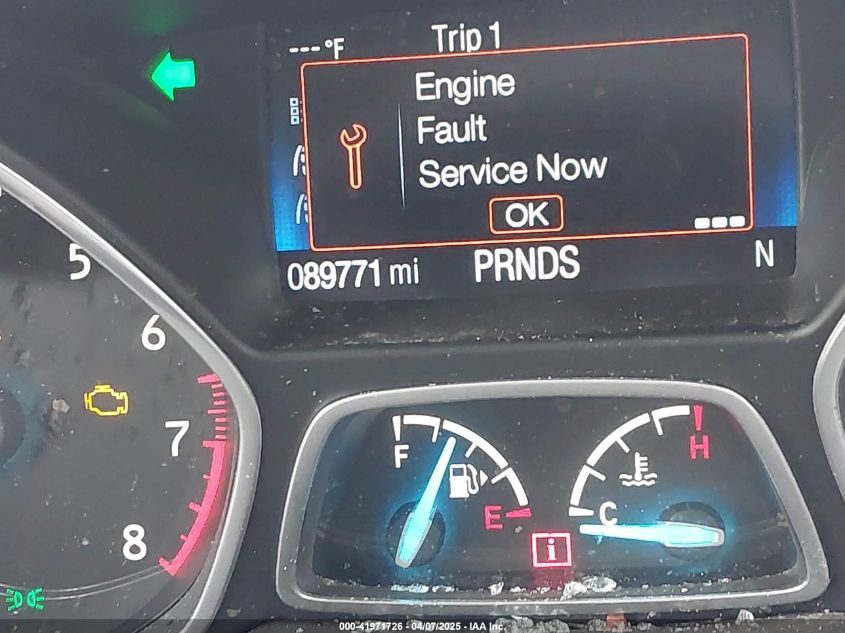 ---°F Trip 1
Engine
Fault
Service Now
OK
089771 mi PRNDS N
5
6
7
8
F
E
H
C
i
000-41971726 - 04/07/2025 - IAA Inc.